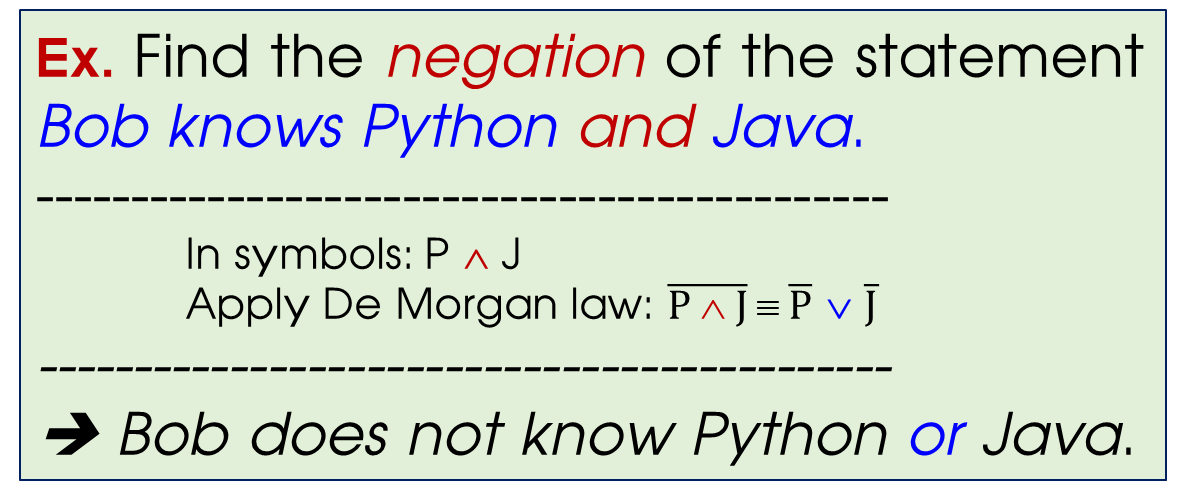 Ex. Find the negation of the statement
Bob knows Python and Java.
--------------------------------------------
In symbols: P ∧ J
Apply De Morgan law: P̅ ∧̅ J̅ ≡ P̅ ∨ J̅
--------------------------------------------
➔ Bob does not know Python or Java.